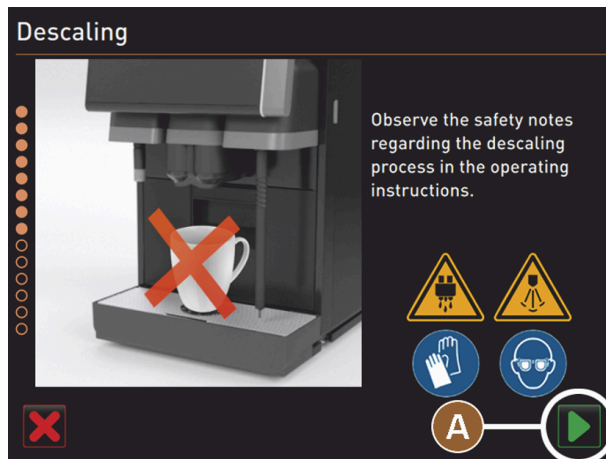 Descaling
Observe the safety notes
regarding the descaling
process in the operating
instructions.
A